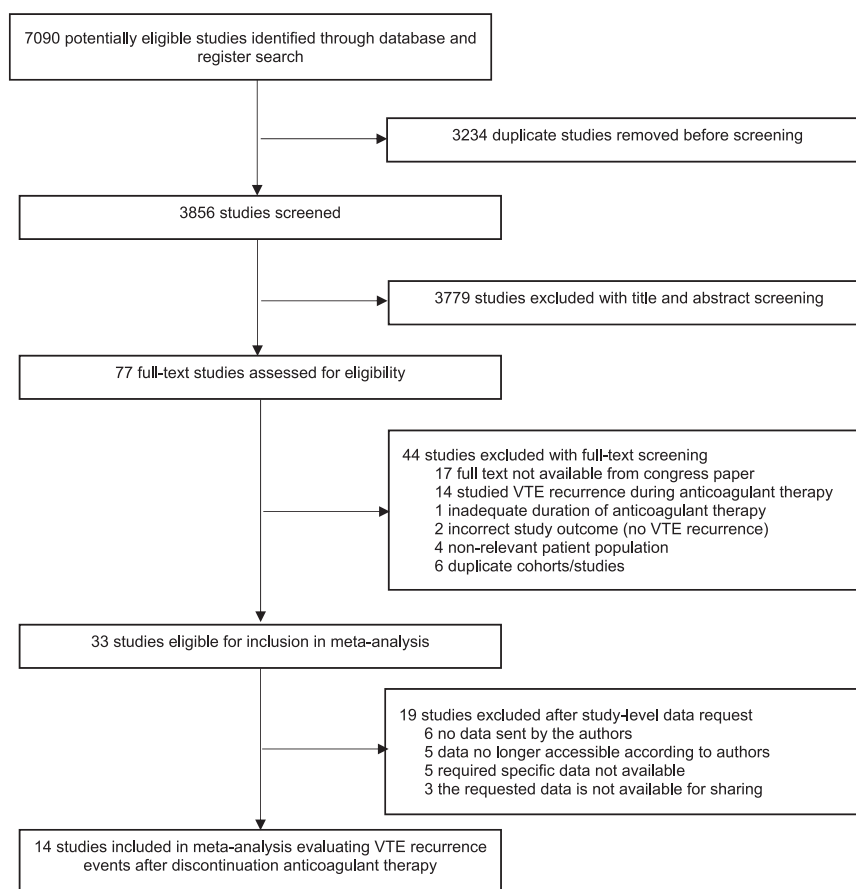 7090 potentially eligible studies identified through database and
register search
3234 duplicate studies removed before screening
3856 studies screened
3779 studies excluded with title and abstract screening
77 full-text studies assessed for eligibility
44 studies excluded with full-text screening
17 full text not available from congress paper
14 studied VTE recurrence during anticoagulant therapy
1 inadequate duration of anticoagulant therapy
2 incorrect study outcome (no VTE recurrence)
4 non-relevant patient population
6 duplicate cohorts/studies
33 studies eligible for inclusion in meta-analysis
19 studies excluded after study-level data request
6 no data sent by the authors
5 data no longer accessible according to authors
5 required specific data not available
3 the requested data is not available for sharing
14 studies included in meta-analysis evaluating VTE recurrence
events after discontinuation anticoagulant therapy